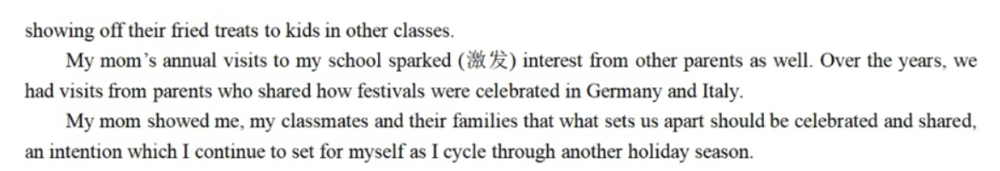 showing off their fried treats to kids in other classes.
My mom’s annual visits to my school sparked (激发) interest from other parents as well. Over the years, we
had visits from parents who shared how festivals were celebrated in Germany and Italy.
My mom showed me, my classmates and their families that what sets us apart should be celebrated and shared,
an intention which I continue to set for myself as I cycle through another holiday season.